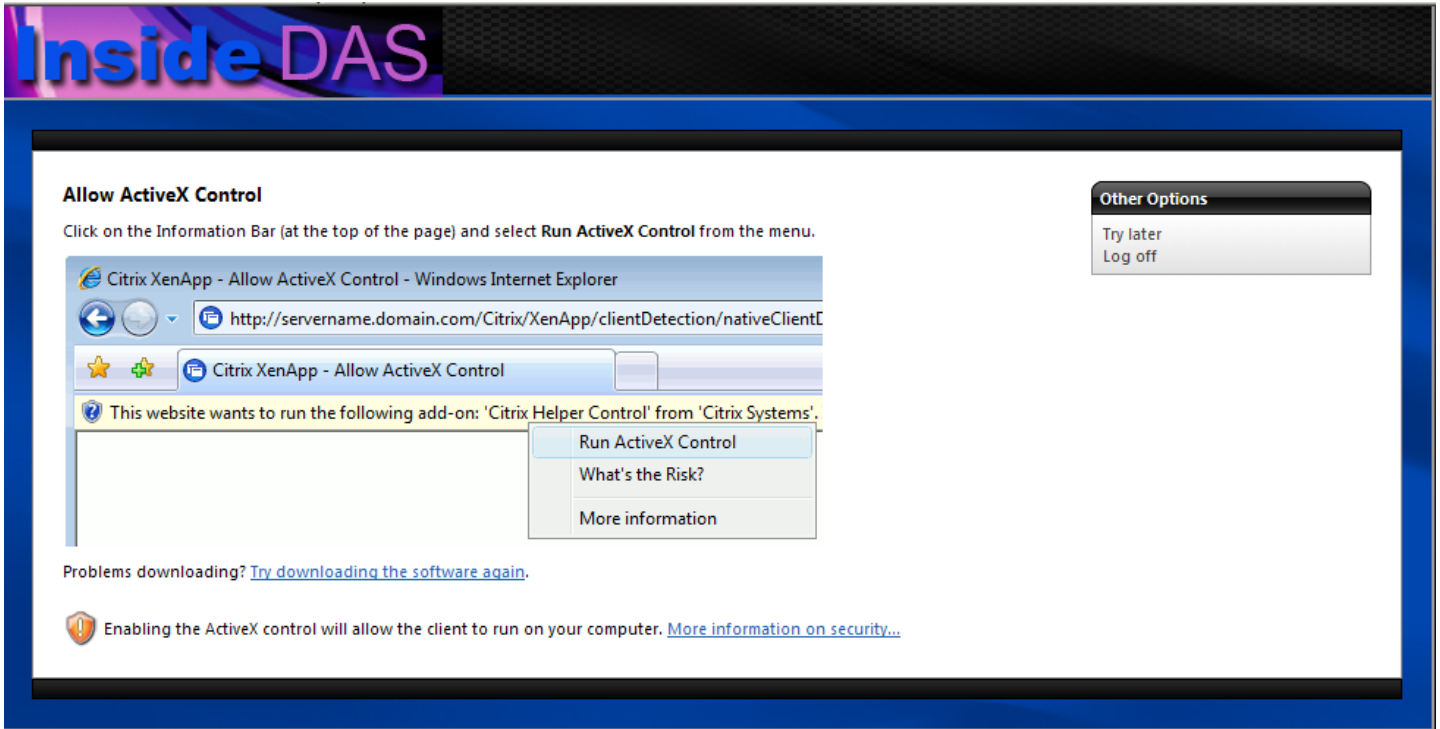 Inside DAS
Allow ActiveX Control
Click on the Information Bar (at the top of the page) and select Run ActiveX Control from the menu.
Citrix XenApp - Allow ActiveX Control - Windows Internet Explorer
http://servername.domain.com/Citrix/XenApp/clientDetection/nativeClientD
Citrix XenApp - Allow ActiveX Control
This website wants to run the following add-on: 'Citrix Helper Control' from 'Citrix Systems'.
Run ActiveX Control
What's the Risk?
More information
Problems downloading? Try downloading the software again.
Enabling the ActiveX control will allow the client to run on your computer. More information on security...
Other Options
Try later
Log off